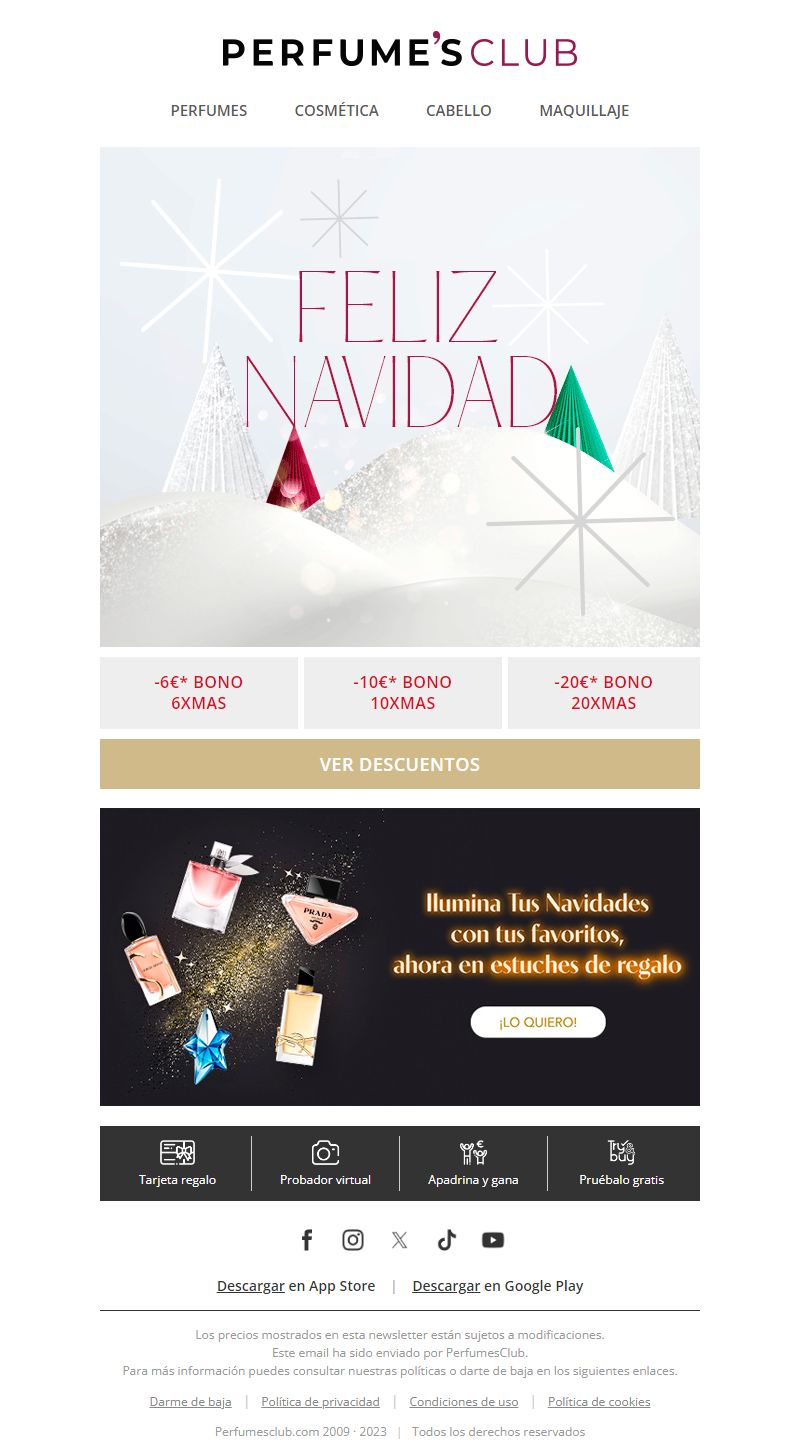 PERFUME'S CLUB
PERFUMES COSMÉTICA CABELLO MAQUILLAJE
FELIZ
NAVIDAD
-6€* BONO
6XMAS
-10€* BONO
10XMAS
-20€* BONO
20XMAS
VER DESCUENTOS
PRADA
Ilumina Tus Navidades
con tus favoritos,
ahora en estuches de regalo
¡LO QUIERO!
Try
&
buy
Tarjeta regalo
Probador virtual
Apadrina y gana
Pruébalo gratis
Descargar en App Store | Descargar en Google Play
Los precios mostrados en esta newsletter están sujetos a modificaciones.
Este email ha sido enviado por PerfumesClub.
Para más información puedes consultar nuestras políticas o darte de baja en los siguientes enlaces.
Darme de baja | Política de privacidad | Condiciones de uso | Política de cookies
Perfumesclub.com 2009 · 2023 | Todos los derechos reservados